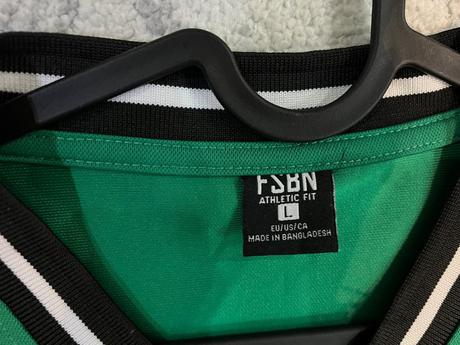 FSBN
ATHLETIC FIT
L
EU/US/CA
MADE IN BANGLADESH